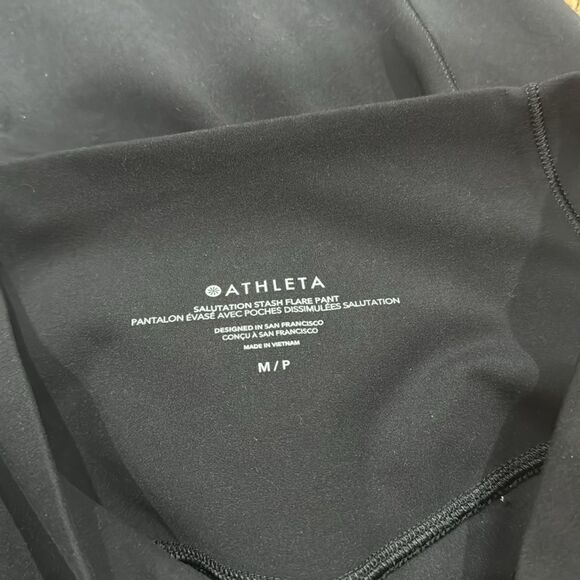 ATHLETA
SALUTATION STASH FLARE PANT
PANTALON ÉVASÉ AVEC POCHES DISSIMULÉES SALUTATION
DESIGNED IN SAN FRANCISCO
CONÇU À SAN FRANCISCO
MADE IN VIETNAM
M / P